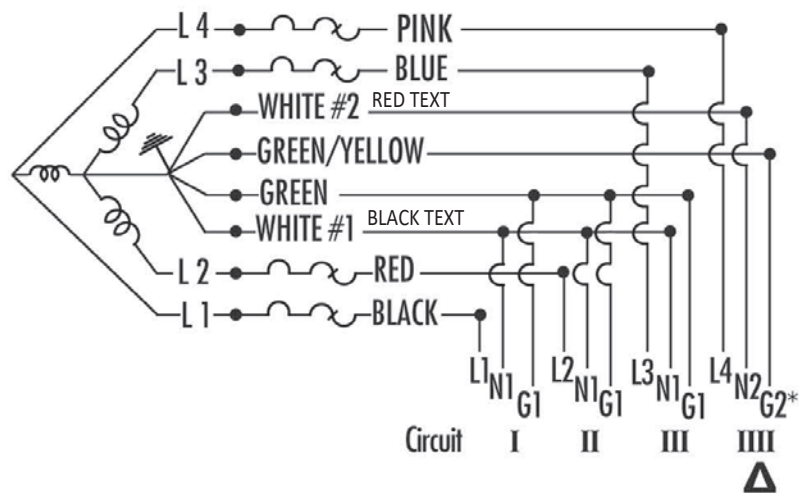 L 4 PINK
L 3 BLUE
WHITE #2 RED TEXT
GREEN/YELLOW
GREEN
WHITE #1 BLACK TEXT
L 2 RED
L 1 BLACK
L1 N1 G1 L2 N1 G1 L3 N1 G1 L4 N2 G2*
Circuit I II III IIII
Δ